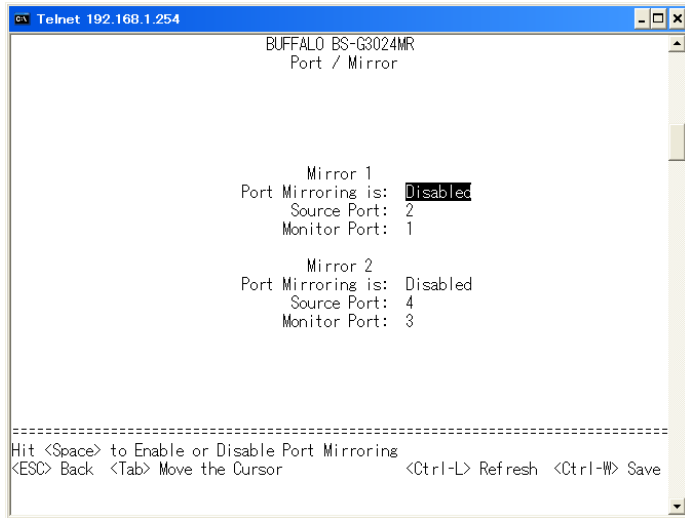 Telnet 192.168.1.254
BUFFALO BS-G3024MR
Port / Mirror
Mirror 1
Port Mirroring is: Disabled
Source Port: 2
Monitor Port: 1
Mirror 2
Port Mirroring is: Disabled
Source Port: 4
Monitor Port: 3
================================================================================
Hit <Space> to Enable or Disable Port Mirroring
<ESC> Back <Tab> Move the Cursor <Ctrl-L> Refresh <Ctrl-W> Save